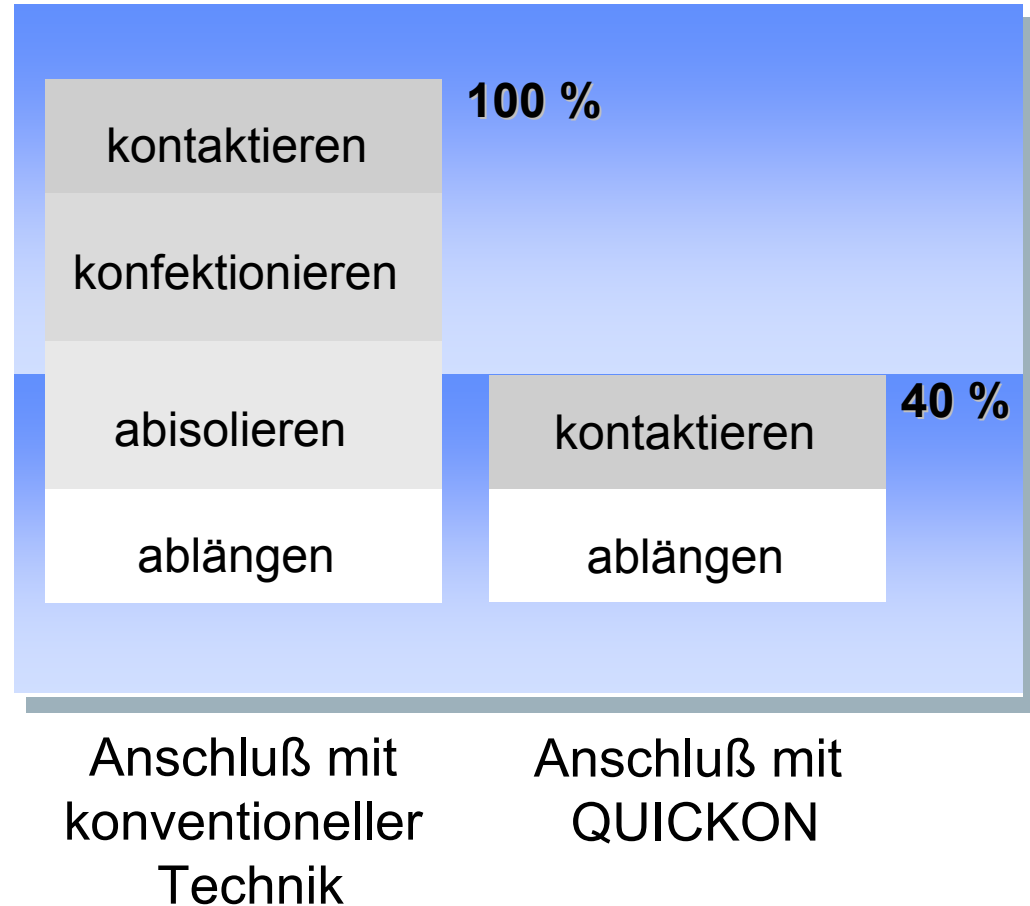 100 %
kontaktieren
konfektionieren
abisolieren
ablängen
40 %
kontaktieren
ablängen
Anschluß mit
konventioneller
Technik
Anschluß mit
QUICKON